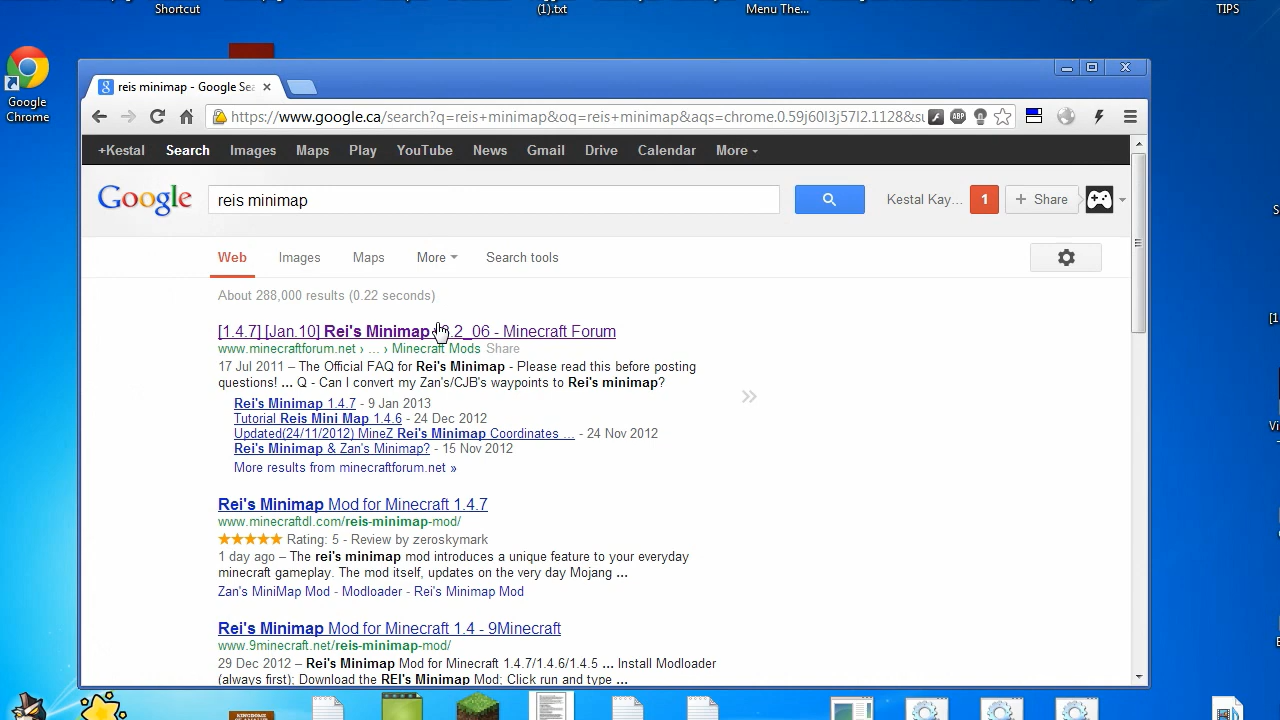 Shortcut
(1).txt
Menu The...
TIPS
Google
Chrome
reis minimap - Google Sea
https://www.google.ca/search?q=reis+minimap&oq=reis+minimap&aqs=chrome.0.59j60l3j57l2.1128&su
ABP
+Kestal Search Images Maps Play YouTube News Gmail Drive Calendar More
Google
reis minimap
Kestal Kay... 1 + Share
Web Images Maps More Search tools
About 288,000 results (0.22 seconds)
[1.4.7] [Jan.10] Rei's Minimap .2_06 - Minecraft Forum
www.minecraftforum.net › ... › Minecraft Mods Share
17 Jul 2011 – The Official FAQ for Rei's Minimap - Please read this before posting
questions! ... Q - Can I convert my Zan's/CJB's waypoints to Rei's minimap?
Rei's Minimap 1.4.7 - 9 Jan 2013
Tutorial Reis Mini Map 1.4.6 - 24 Dec 2012
Updated(24/11/2012) MineZ Rei's Minimap Coordinates ... - 24 Nov 2012
Rei's Minimap & Zan's Minimap? - 15 Nov 2012
More results from minecraftforum.net »
Rei's Minimap Mod for Minecraft 1.4.7
www.minecraftdl.com/reis-minimap-mod/
Rating: 5 - Review by zeroskymark
1 day ago – The rei's minimap mod introduces a unique feature to your everyday
minecraft gameplay. The mod itself, updates on the very day Mojang ...
Zan's MiniMap Mod - Modloader - Rei's Minimap Mod
Rei's Minimap Mod for Minecraft 1.4 - 9Minecraft
www.9minecraft.net/reis-minimap-mod/
29 Dec 2012 – Rei's Minimap Mod for Minecraft 1.4.7/1.4.6/1.4.5 ... Install Modloader
(always first); Download the REI's Minimap Mod; Click run and type ...